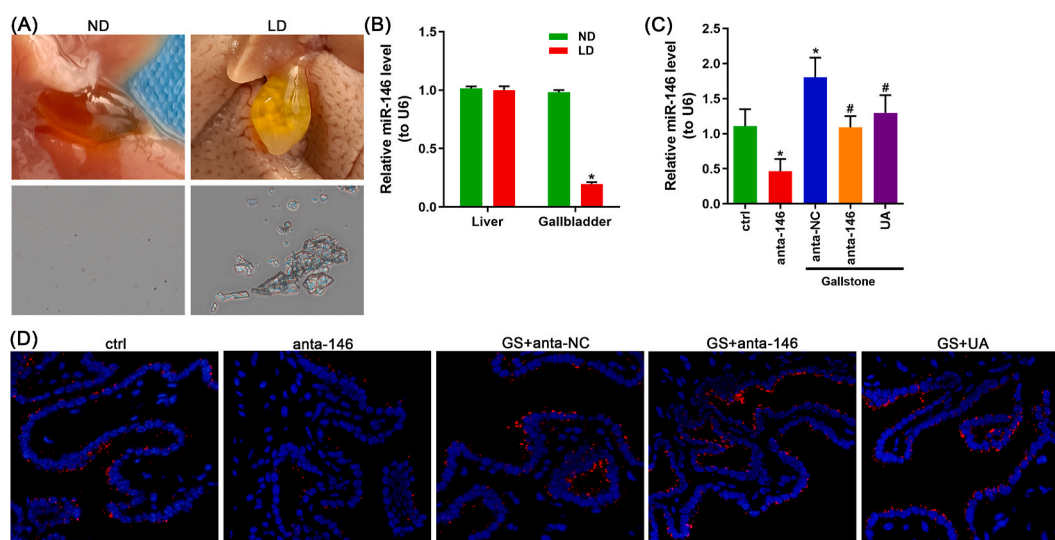 (A)
ND
LD
(B)
Relative miR-146 level
(to U6)
1.5
1.0
0.5
0.0
ND
LD
*
Liver
Gallbladder
(C)
Relative miR-146 level
(to U6)
2.5
2.0
1.5
1.0
0.5
0.0
*
*
#
#
ctrl
anta-146
anta-NC
anta-146
UA
Gallstone
(D)
ctrl
anta-146
GS+anta-NC
GS+anta-146
GS+UA